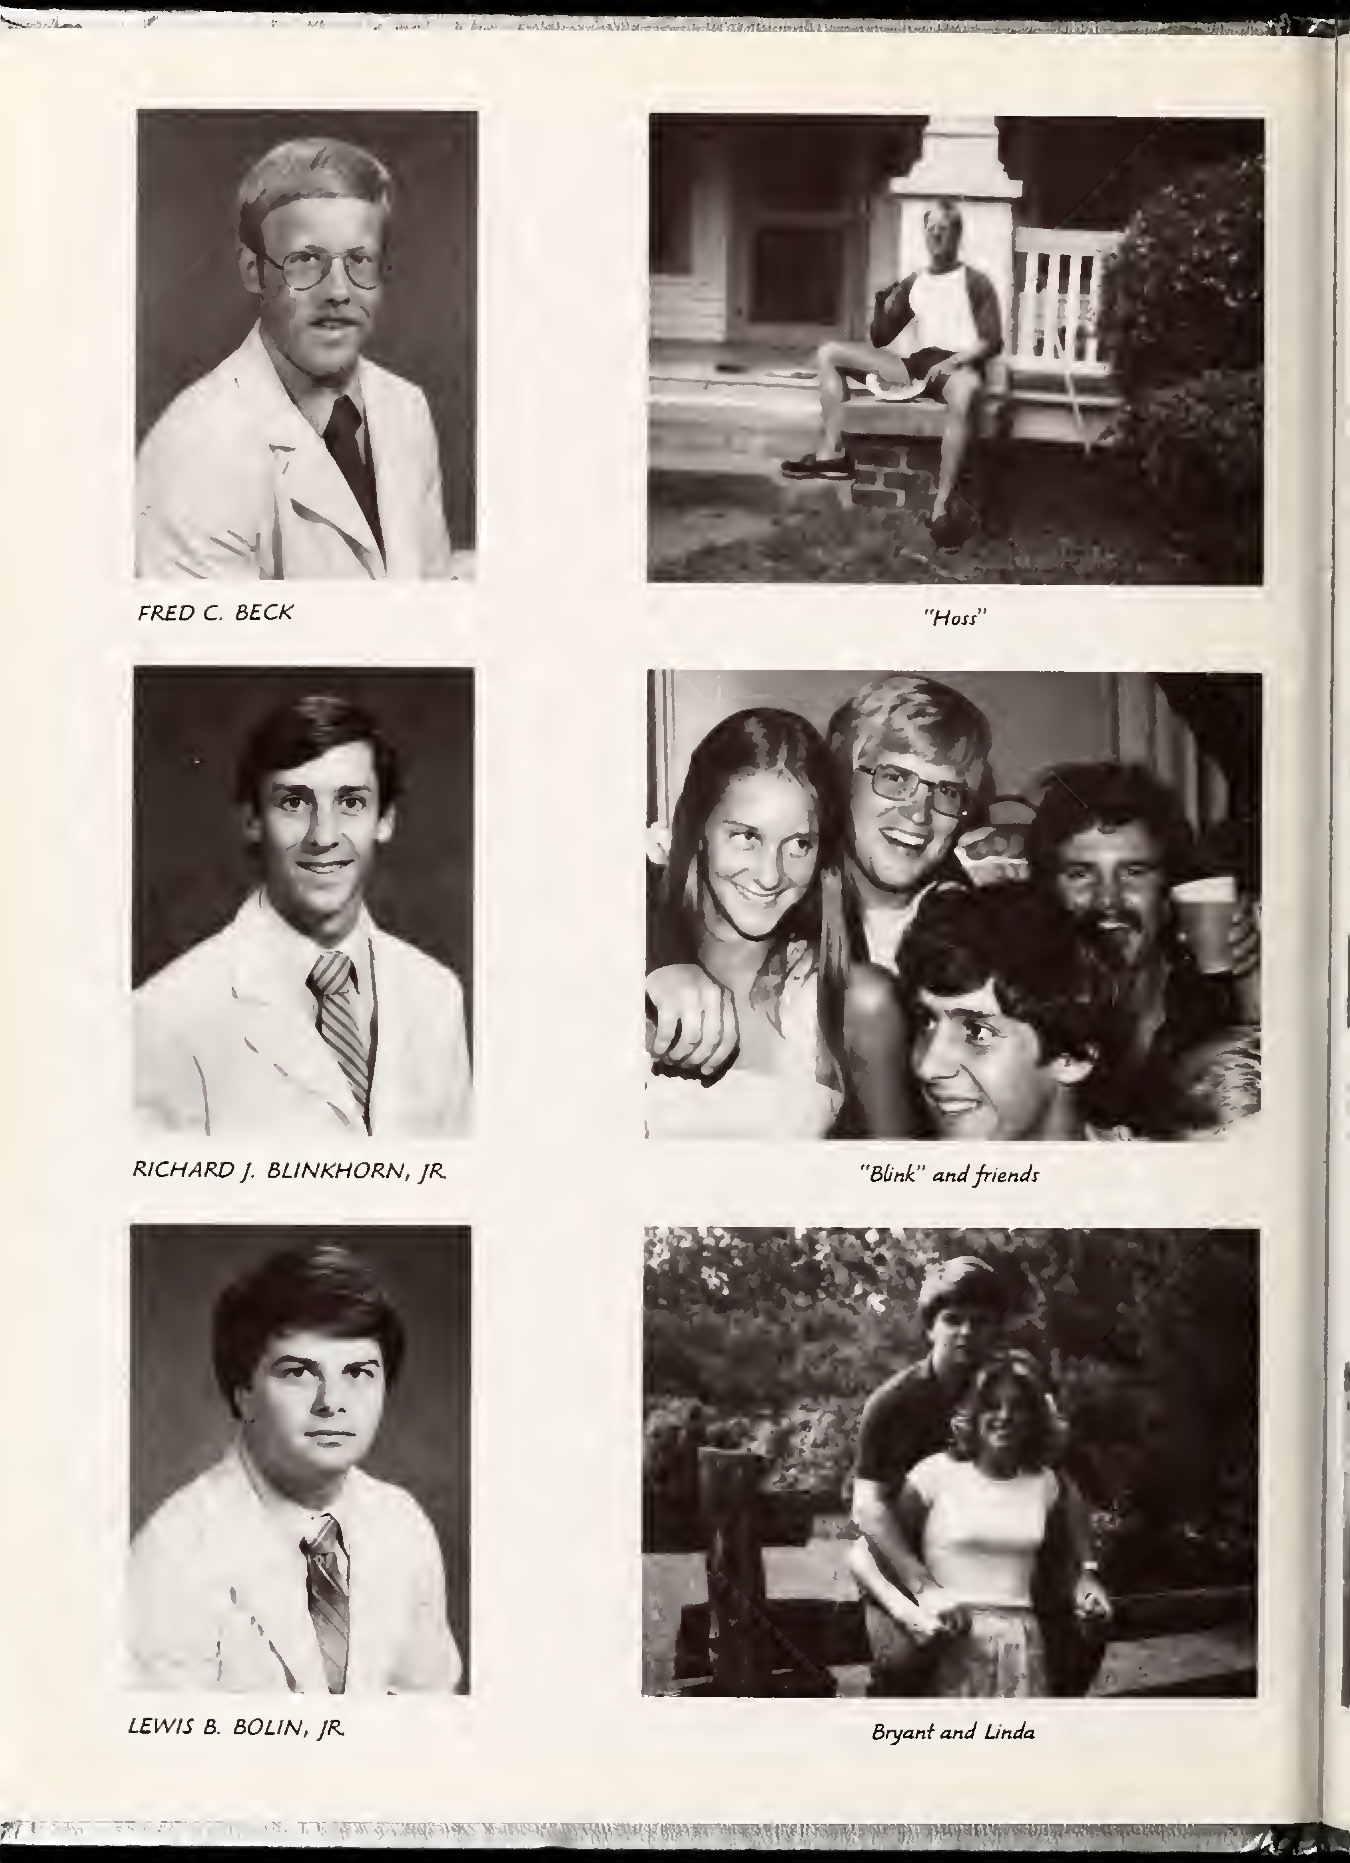 FRED C. BECK
"Hoss"
RICHARD J. BLINKHORN, JR.
"Blink" and friends
LEWIS B. BOLIN, JR.
Bryant and Linda